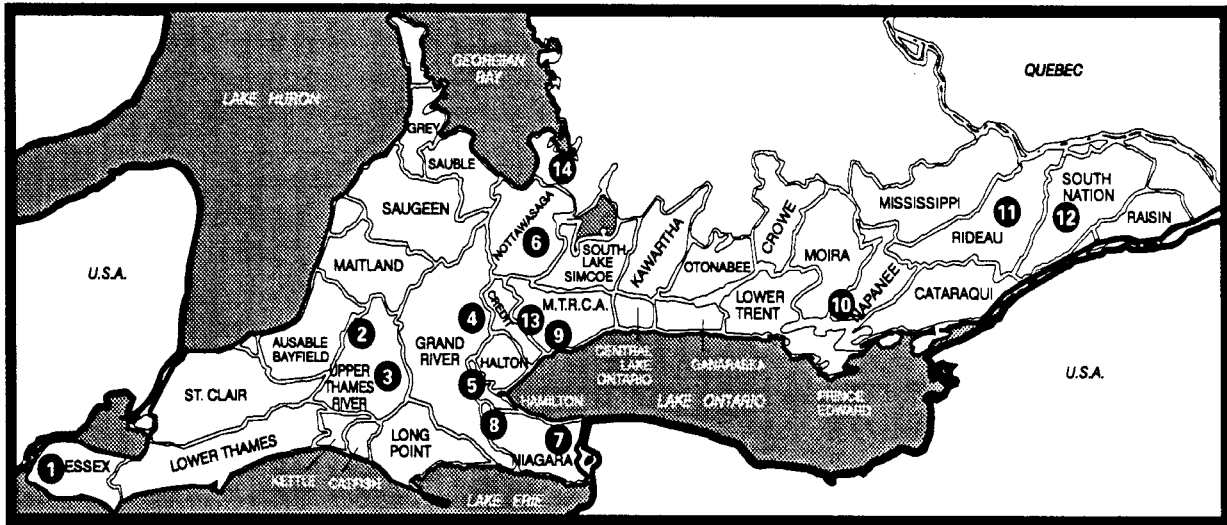 GEORGIAN
BAY
LAKE HURON
QUEBEC
GREY
SAUBLE
14
SAUGEEN
NOTTAWASAGA
6
SOUTH
LAKE
SIMCOE
KAWARTHA
OTONABEE
CROWE
MOIRA
MISSISSIPPI
11
RIDEAU
SOUTH
NATION
12
RAISIN
U.S.A.
MAITLAND
10
NAPANEE
CATARAQUI
LOWER
TRENT
M.T.R.C.A.
CREDIT
13
9
4
2
GRAND
RIVER
HALTON
AUSABLE
BAYFIELD
UPPER
THAMES
RIVER
3
5
CENTRAL
LAKE
ONTARIO
GANARASKA
LAKE ONTARIO
PRINCE
EDWARD
U.S.A.
HAMILTON
ST. CLAIR
8
7
NIAGARA
LONG
POINT
LOWER THAMES
1
ESSEX
KETTLE
CATFISH
LAKE ERIE